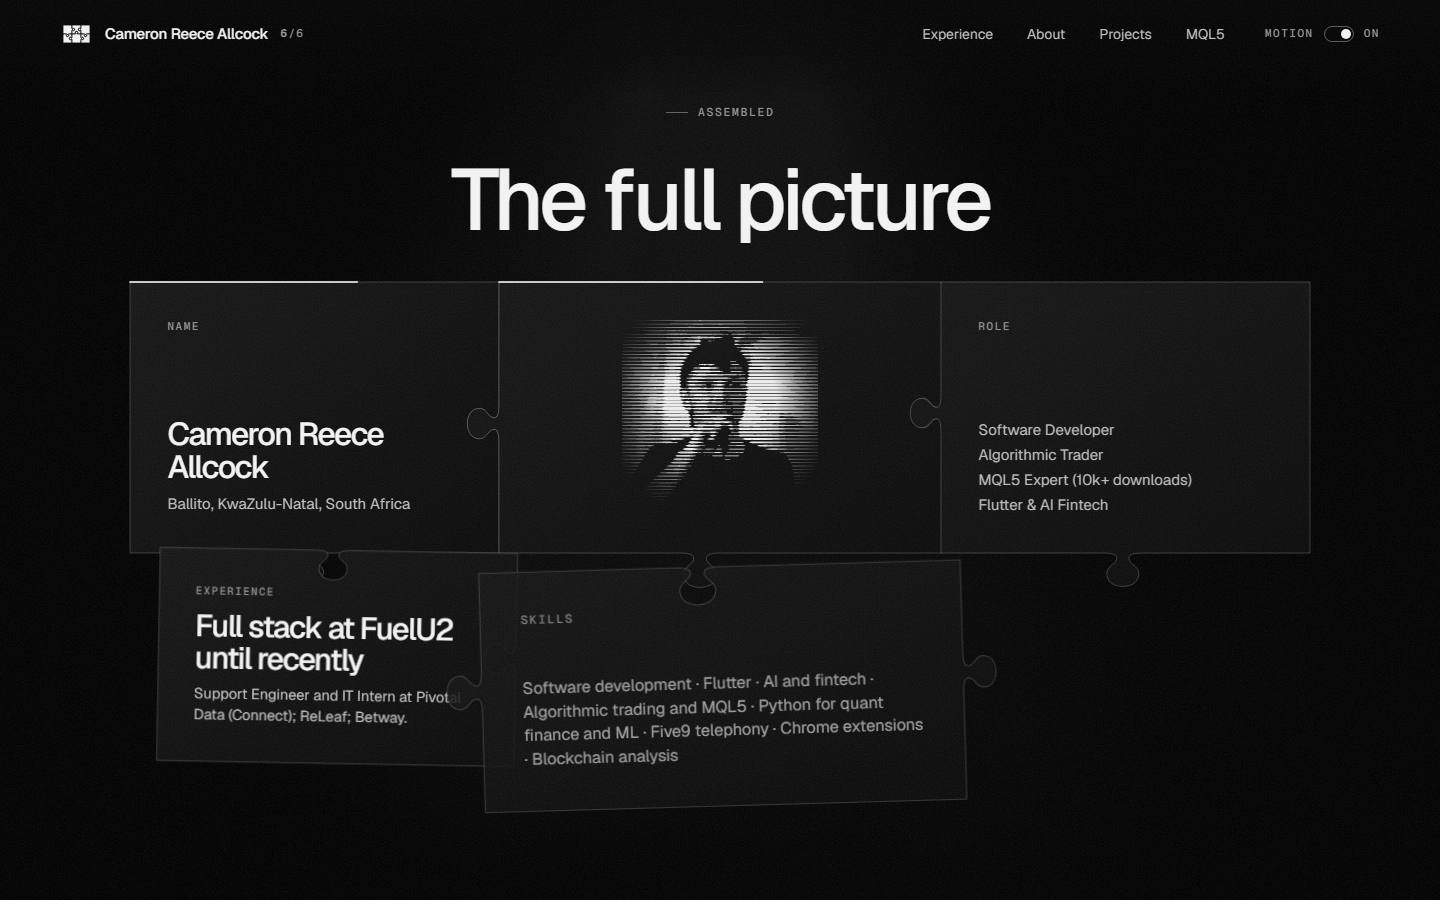 Cameron Reece Allcock 6/6
Experience About Projects MQL5 MOTION ON
ASSEMBLED
The full picture
NAME
Cameron Reece
Allcock
Ballito, KwaZulu-Natal, South Africa
ROLE
Software Developer
Algorithmic Trader
MQL5 Expert (10k+ downloads)
Flutter & AI Fintech
EXPERIENCE
Full stack at FuelU2
until recently
Support Engineer and IT Intern at Pivotal
Data (Connect); ReLeaf; Betway.
SKILLS
Software development · Flutter · AI and fintech ·
Algorithmic trading and MQL5 · Python for quant
finance and ML · Five9 telephony · Chrome extensions
· Blockchain analysis